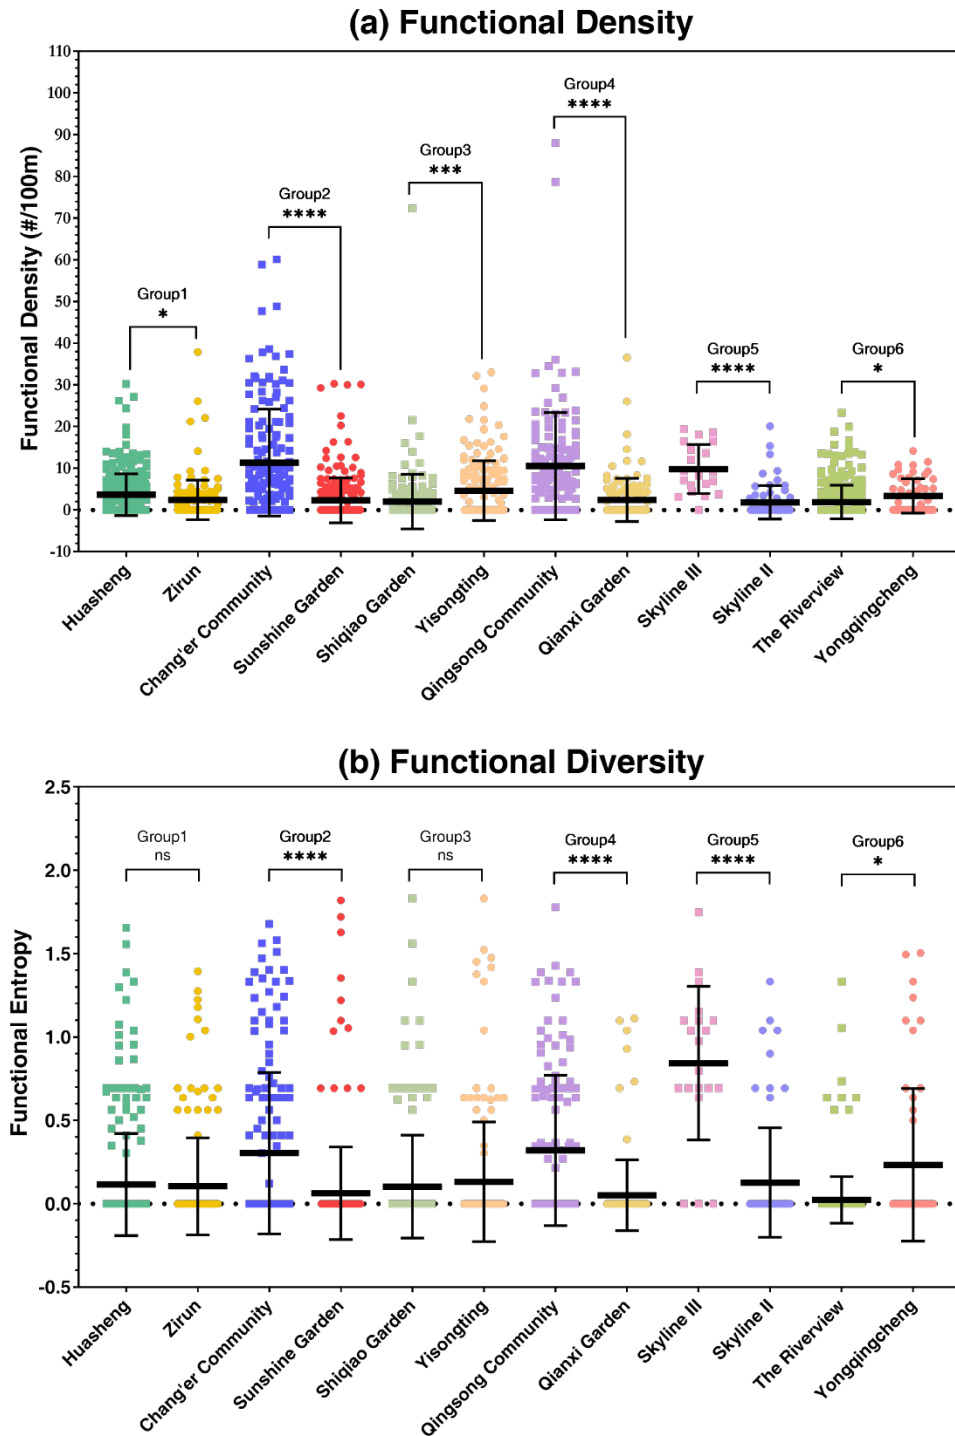 (a) Functional Density
Functional Density (#/100m)
110
100
90
80
70
60
50
40
30
20
10
0
-10
Group1
*
Group2
****
Group3
***
Group4
****
Group5
****
Group6
*
Huasheng
Zirun
Chang'er Community
Sunshine Garden
Shiqiao Garden
Yisongting
Qingsong Community
Qianxi Garden
Skyline III
Skyline II
The Riverview
Yongqingcheng
(b) Functional Diversity
Functional Entropy
2.5
2.0
1.5
1.0
0.5
0.0
-0.5
Group1
ns
Group2
****
Group3
ns
Group4
****
Group5
****
Group6
*
Huasheng
Zirun
Chang'er Community
Sunshine Garden
Shiqiao Garden
Yisongting
Qingsong Community
Qianxi Garden
Skyline III
Skyline II
The Riverview
Yongqingcheng